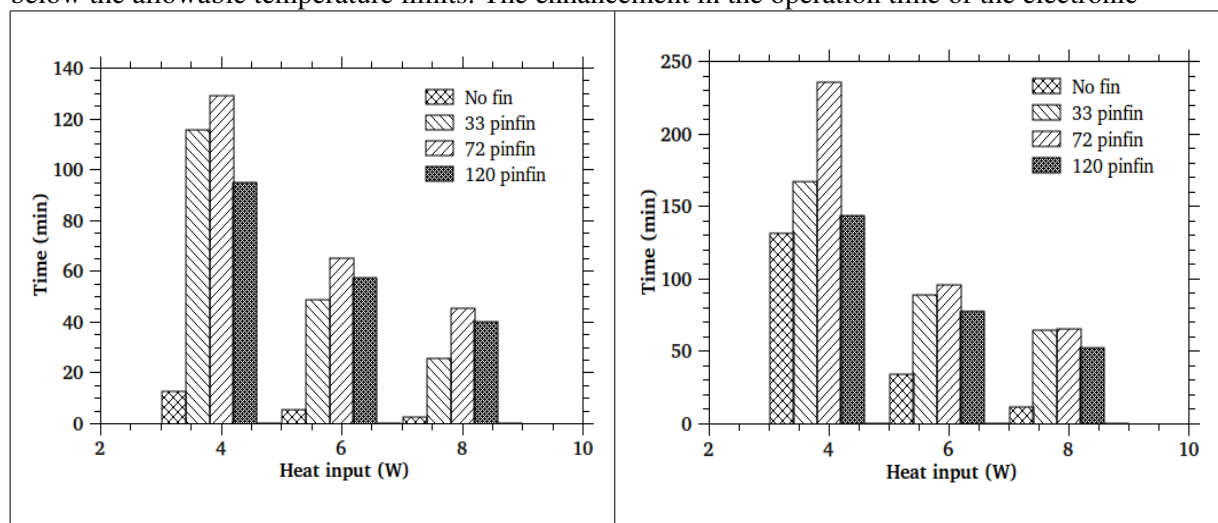 below the allowable temperature limits. The enhancement in the operation time of the electronic
140
120
100
80
60
40
20
0
Time (min)
No fin
33 pinfin
72 pinfin
120 pinfin
2 4 6 8 10
Heat input (W)
250
200
150
100
50
0
Time (min)
No fin
33 pinfin
72 pinfin
120 pinfin
2 4 6 8 10
Heat input (W)